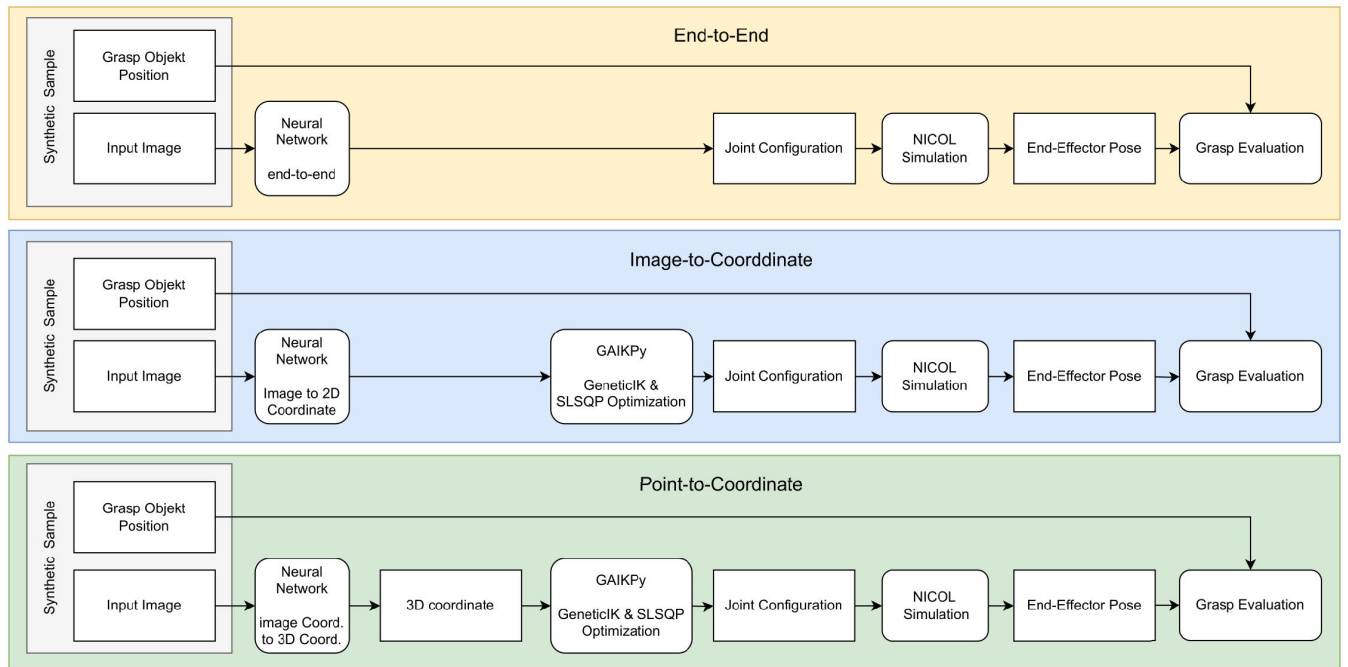 End-to-End
Synthetic Sample
Grasp Objekt
Position
Input Image
Neural
Network
end-to-end
Joint Configuration
NICOL
Simulation
End-Effector Pose
Grasp Evaluation
Image-to-Coorddinate
Synthetic Sample
Grasp Objekt
Position
Input Image
Neural
Network
Image to 2D
Coordinate
GAIKPy
GeneticIK &
SLSQP Optimization
Joint Configuration
NICOL
Simulation
End-Effector Pose
Grasp Evaluation
Point-to-Coordinate
Synthetic Sample
Grasp Objekt
Position
Input Image
Neural
Network
image Coord.
to 3D Coord.
3D coordinate
GAIKPy
GeneticIK & SLSQP
Optimization
Joint Configuration
NICOL
Simulation
End-Effector Pose
Grasp Evaluation